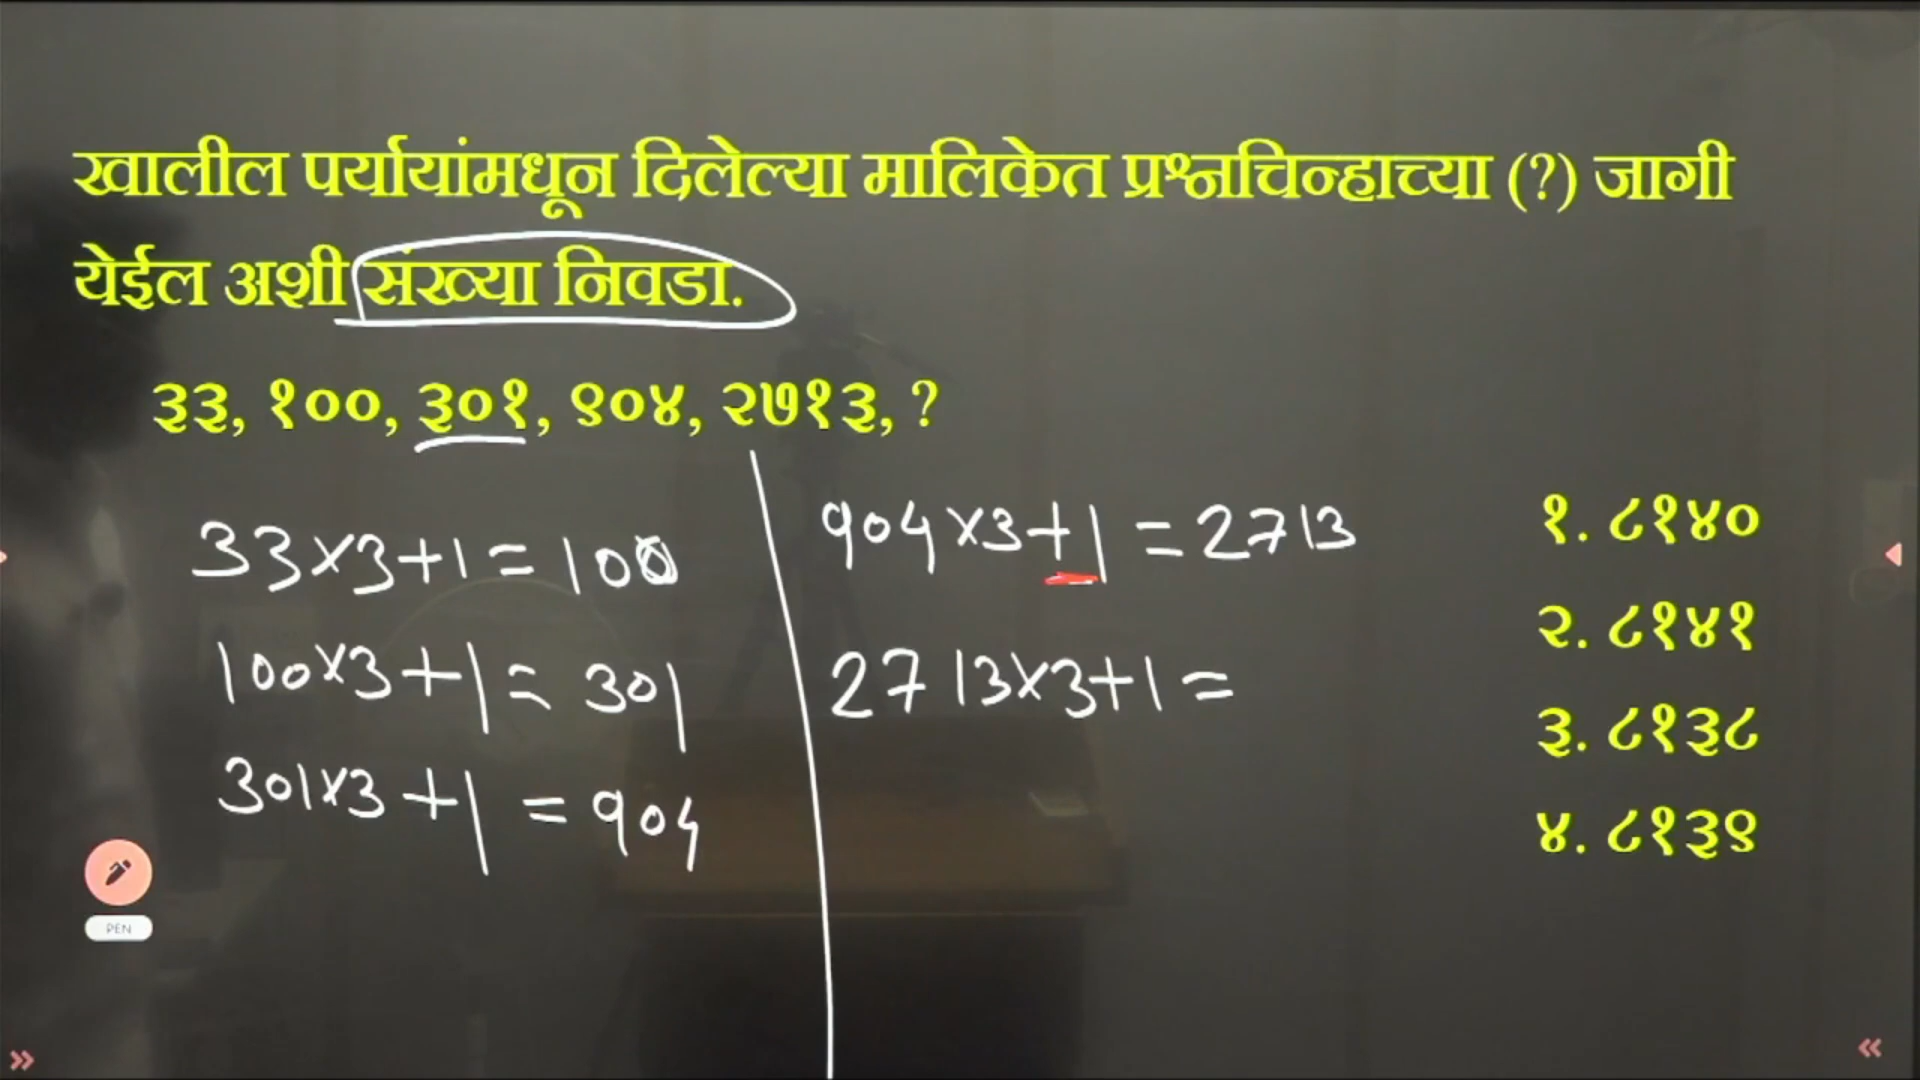 खालील पर्यायांमधून दिलेल्या मालिकेत प्रश्नचिन्हाच्या (?) जागी
येईल अशी संख्या निवडा.
३३, १००, ३०१, ९०४, २७१३, ?
33×3+1=100
100×3+1=301
301×3+1=904
904×3+1=2713
2713×3+1=
१. ८१४०
२. ८१४१
३. ८१३८
४. ८१३९
PEN